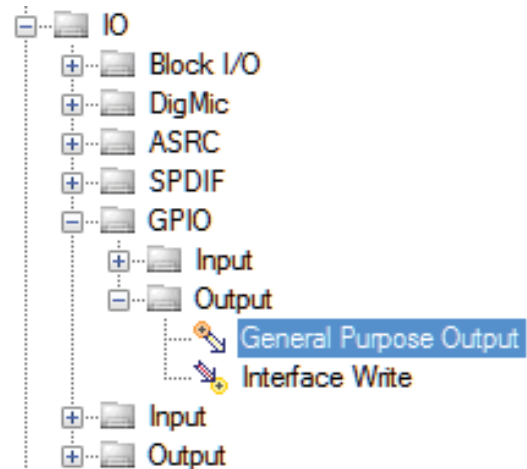 IO
Block I/O
DigMic
ASRC
SPDIF
GPIO
Input
Output
General Purpose Output
Interface Write
Input
Output